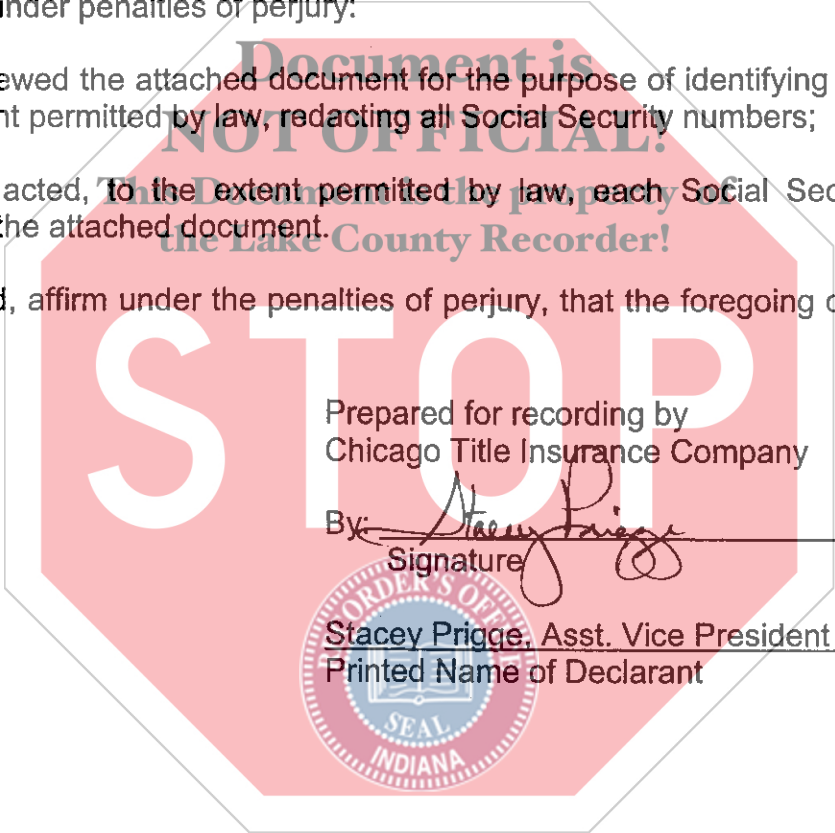 under penalties of perjury:
Document is
ewed the attached document for the purpose of identifying
nt permitted by law, redacting all Social Security numbers;
NOT OFFICIAL!
acted, to the extent permitted by law, each Social Sec
This Document is the property of
the attached document.
the Lake County Recorder!
d, affirm under the penalties of perjury, that the foregoing d
STOP
Prepared for recording by
Chicago Title Insurance Company
By: Stacey Prigge
Signature
RECORDER'S OFFICE
Stacey Prigge, Asst. Vice President
Printed Name of Declarant
SEAL
INDIANA